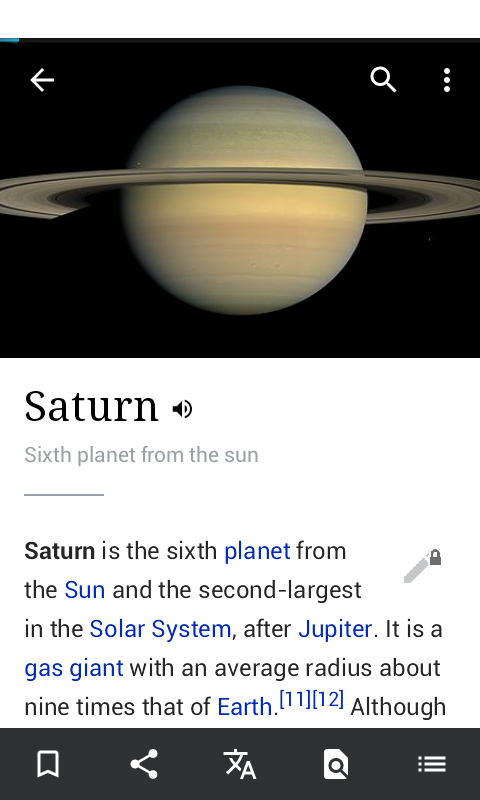 Saturn
Sixth planet from the sun
Saturn is the sixth planet from
the Sun and the second-largest
in the Solar System, after Jupiter. It is a
gas giant with an average radius about
nine times that of Earth.[11][12] Although